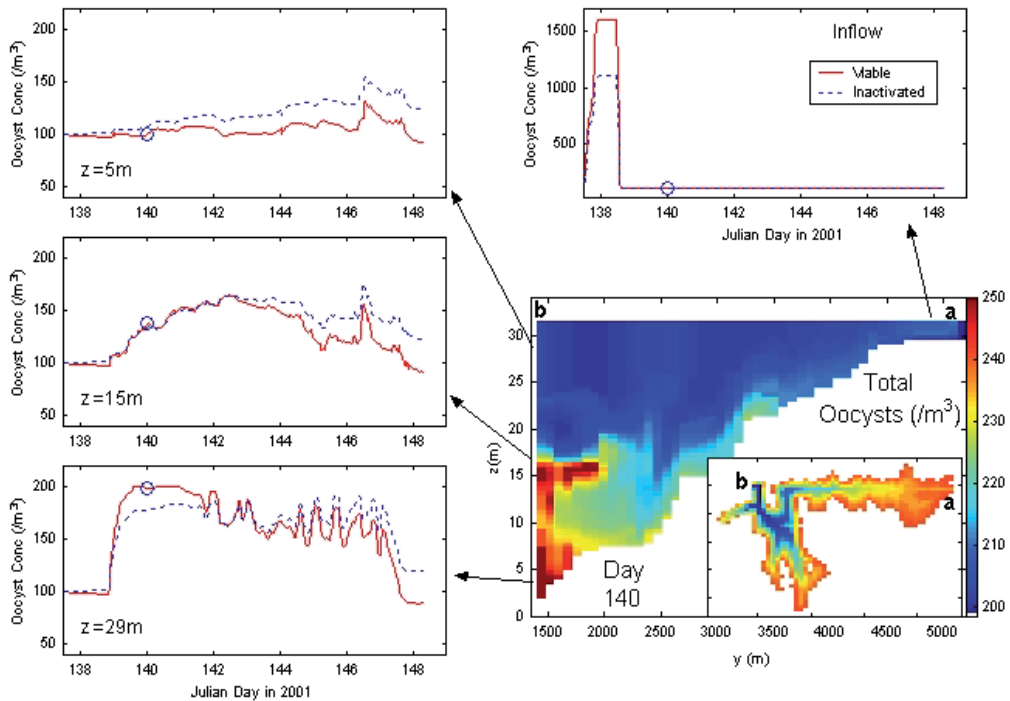 200
150
100
50
Oocyst Conc (/m³)
z=5m
138 140 142 144 146 148
200
150
100
50
Oocyst Conc (/m³)
z=15m
138 140 142 144 146 148
200
150
100
50
Oocyst Conc (/m³)
z=29m
138 140 142 144 146 148
Julian Day in 2001
1500
1000
500
Oocyst Conc (/m³)
Inflow
Viable
Inactivated
138 140 142 144 146 148
Julian Day in 2001
b
a
30
25
20
15
10
5
0
z(m)
Total
Oocysts (/m³)
Day
140
b
a
1500 2000 2500 3000 3500 4000 4500 5000
y (m)
250
240
230
220
210
200